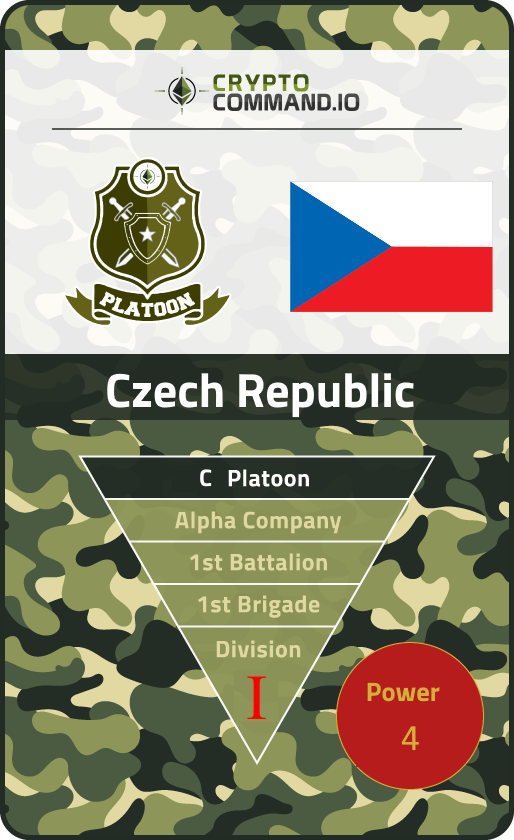 CRYPTO
COMMAND.IO
PLATOON
Czech Republic
C Platoon
Alpha Company
1st Battalion
1st Brigade
Division
I
Power
4